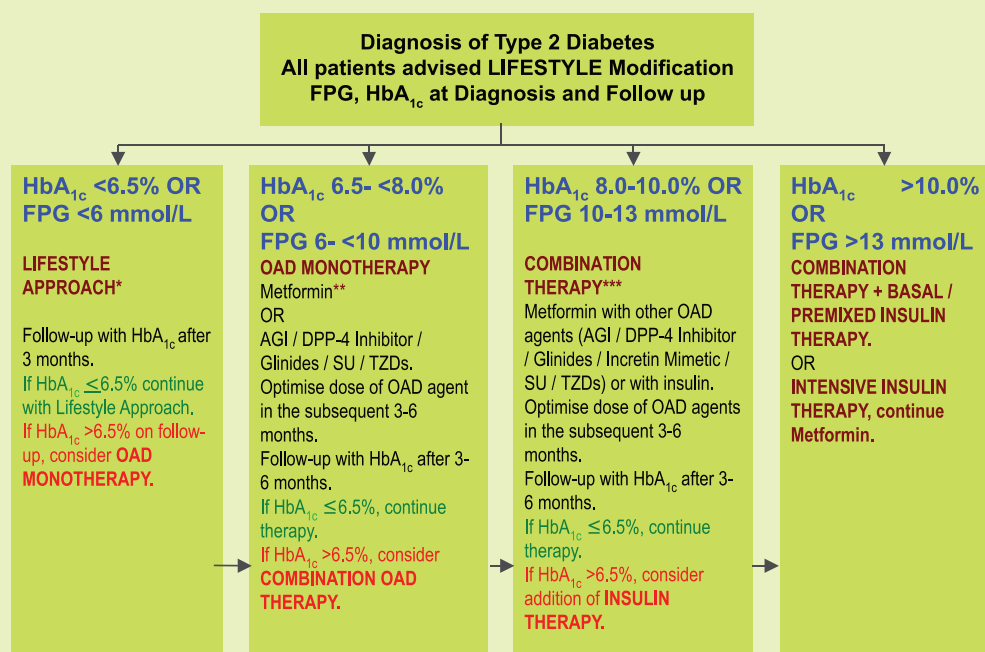 Diagnosis of Type 2 Diabetes
All patients advised LIFESTYLE Modification
FPG, HbA1c at Diagnosis and Follow up
HbA1c <6.5% OR
FPG <6 mmol/L
LIFESTYLE
APPROACH*
Follow-up with HbA1c after
3 months.
If HbA1c ≤6.5% continue
with Lifestyle Approach.
If HbA1c >6.5% on follow-
up, consider OAD
MONOTHERAPY.
HbA1c 6.5- <8.0%
OR
FPG 6- <10 mmol/L
OAD MONOTHERAPY
Metformin**
OR
AGI / DPP-4 Inhibitor /
Glinides / SU / TZDs.
Optimise dose of OAD agent
in the subsequent 3-6
months.
Follow-up with HbA1c after 3-
6 months.
If HbA1c ≤6.5%, continue
therapy.
If HbA1c >6.5%, consider
COMBINATION OAD
THERAPY.
HbA1c 8.0-10.0% OR
FPG 10-13 mmol/L
COMBINATION
THERAPY***
Metformin with other OAD
agents (AGI / DPP-4 Inhibitor
/ Glinides / Incretin Mimetic /
SU / TZDs) or with insulin.
Optimise dose of OAD agents
in the subsequent 3-6
months.
Follow-up with HbA1c after 3-
6 months.
If HbA1c ≤6.5%, continue
therapy.
If HbA1c >6.5%, consider
addition of INSULIN
THERAPY.
HbA1c >10.0%
OR
FPG >13 mmol/L
COMBINATION
THERAPY + BASAL /
PREMIXED INSULIN
THERAPY.
OR
INTENSIVE INSULIN
THERAPY, continue
Metformin.